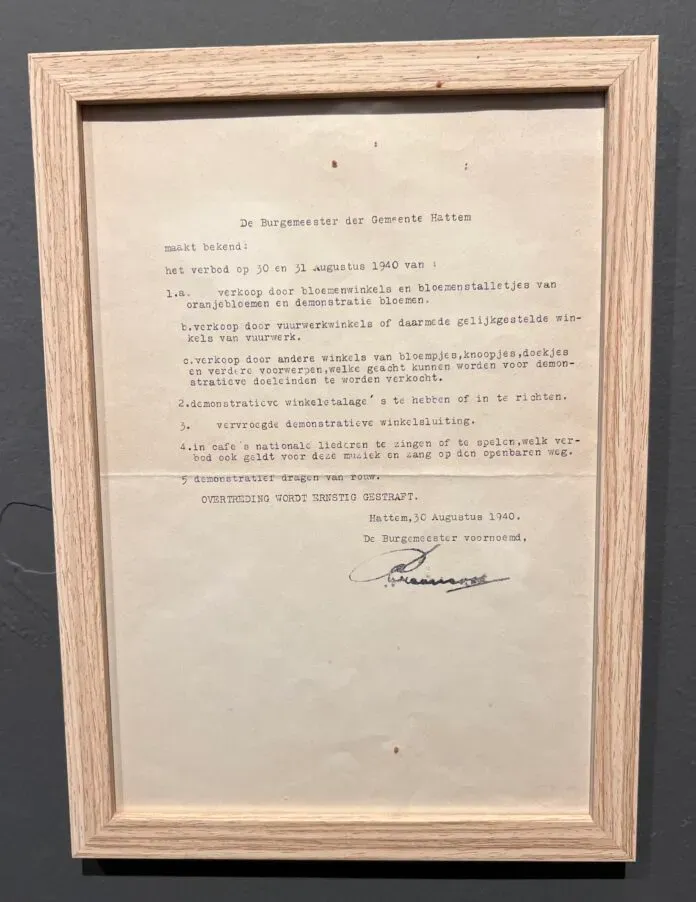 De Burgemeester der Gemeente Hattem
maakt bekend:
het verbod op 30 en 31 Augustus 1940 van :
1.a. verkoop door bloemenwinkels en bloemenstalletjes van
oranjebloemen en demonstratie bloemen.
b.verkoop door vuurwerkwinkels of daarmede gelijkgestelde win-
kels van vuurwerk.
c.verkoop door andere winkels van bloempjes,knoopjes,doekjes
en verdere voorwerpen,welke geacht kunnen worden voor demon-
stratieve doeleinden te worden verkocht.
2.demonstratieve winkeletalage's te hebben of in te richten.
3. vervroegde demonstratieve winkelsluiting.
4.in café's nationale liederen te zingen of te spelen,welk ver-
bod ook geldt voor deze muziek en zang op den openbaren weg.
5 demonstratief dragen van rouw.
OVERTREDING WORDT ERNSTIG GESTRAFT.
Hattem,30 Augustus 1940.
De Burgemeester voornoemd,